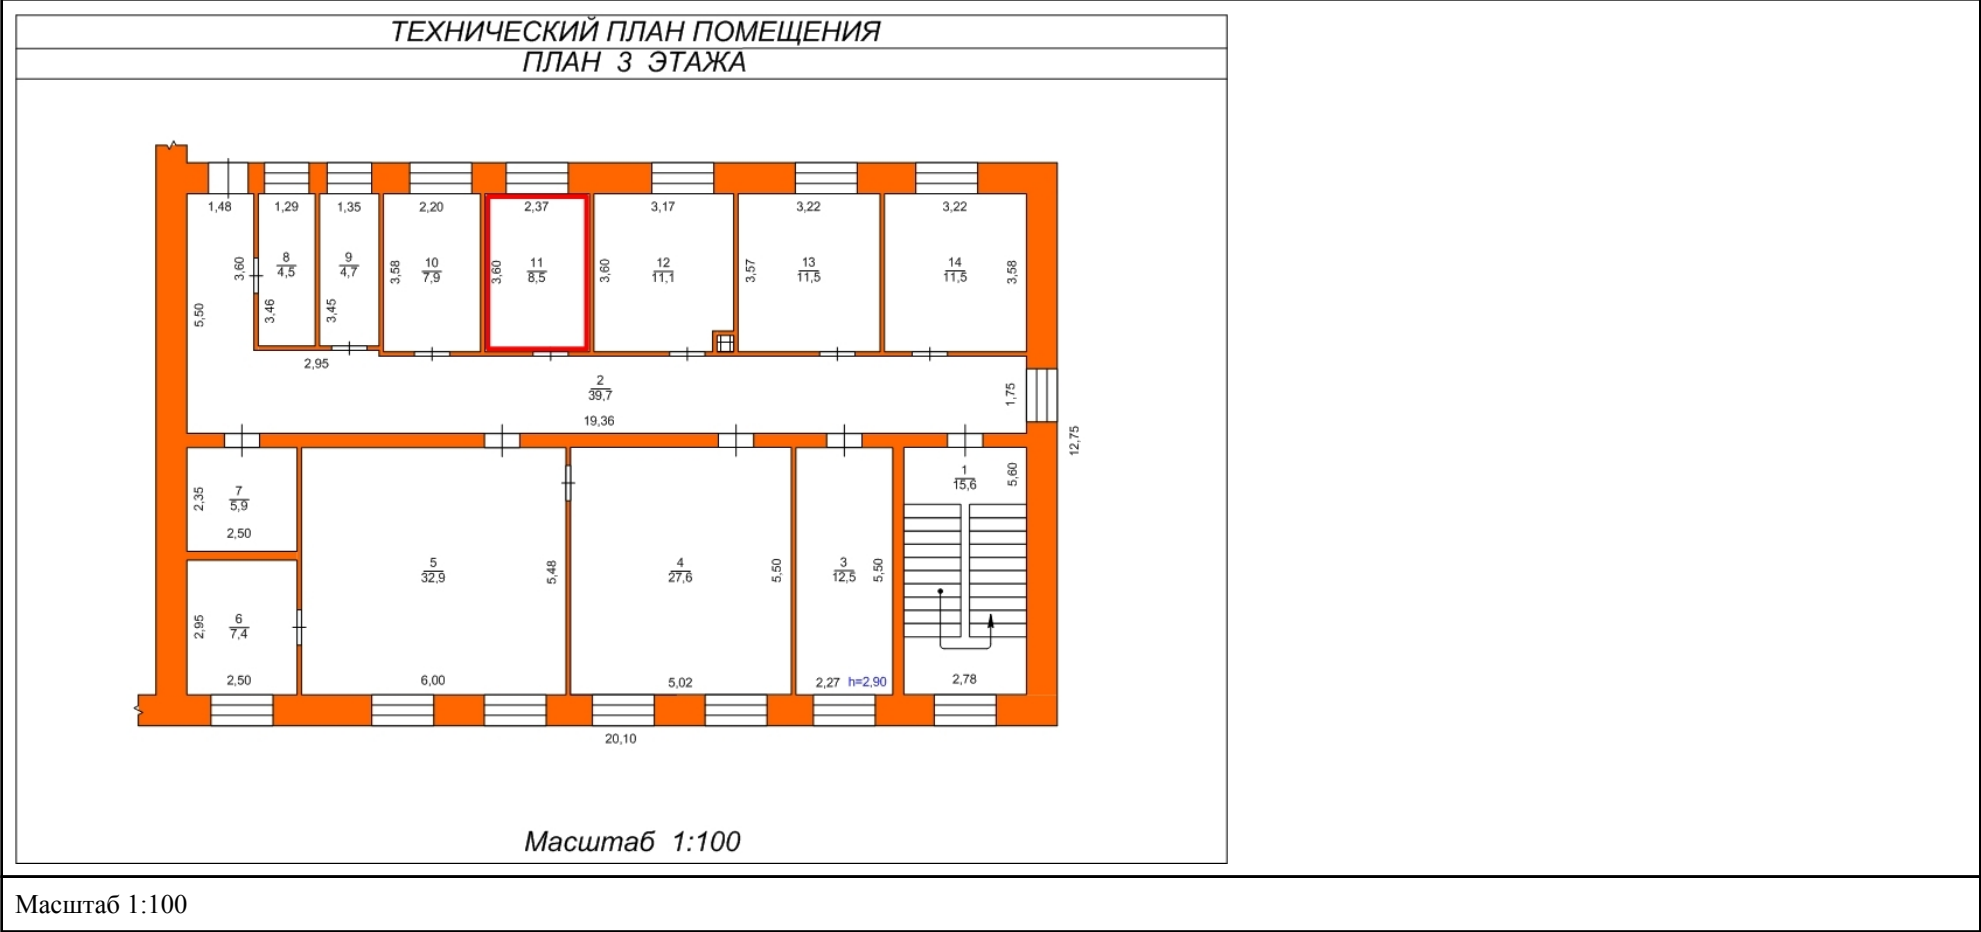 ТЕХНИЧЕСКИЙ ПЛАН ПОМЕЩЕНИЯ
ПЛАН 3 ЭТАЖА
1,48 1,29 1,35 2,20 2,37 3,17 3,22 3,22
8 9 10 11 12 13 14
4,5 4,7 7,9 8,5 11,1 11,5 11,5
3,60 3,58 3,60 3,60 3,57 3,58
5,50 3,46 3,45
2,95
2
39,7
1,75
19,36
12,75
1
15,6
5,60
2,35
7
5,9
2,50
5
32,9
5,48
4
27,6
5,50
3
12,5
5,50
2,95
6
7,4
2,50 6,00 5,02 2,27 h=2,90 2,78
20,10
Масштаб 1:100
Масштаб 1:100